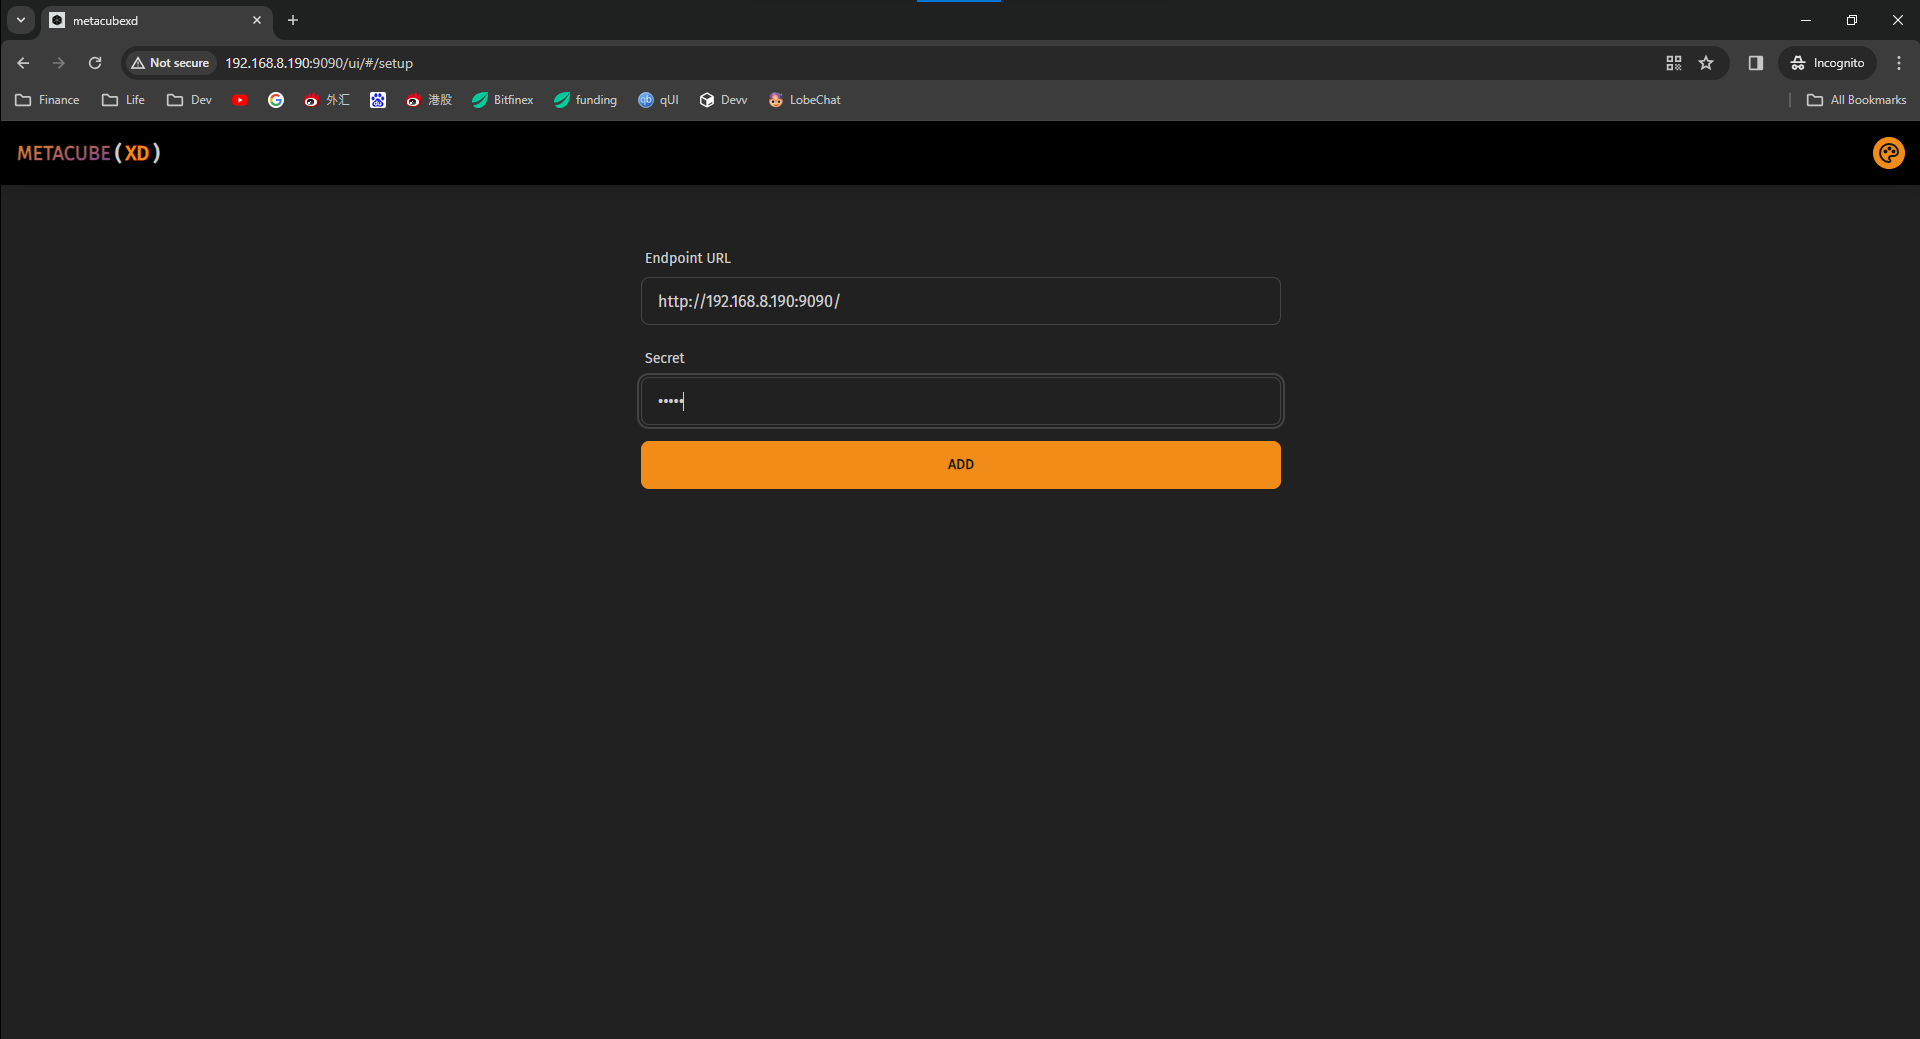 metacubexd
Not secure 192.168.8.190:9090/ui/#/setup Incognito
Finance Life Dev 外汇 港股 Bitfinex funding qb qUI Devv LobeChat All Bookmarks
METACUBE(XD)
Endpoint URL
http://192.168.8.190:9090/
Secret
•••••
ADD